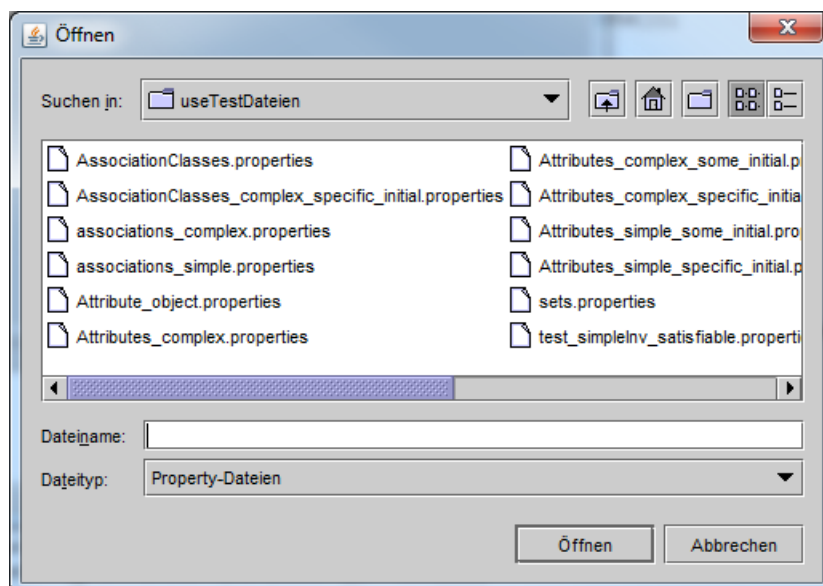 Öffnen
Suchen in: useTestDateien
AssociationClasses.properties
AssociationClasses_complex_specific_initial.properties
associations_complex.properties
associations_simple.properties
Attribute_object.properties
Attributes_complex.properties
Attributes_complex_some_initial.p
Attributes_complex_specific_initia
Attributes_simple_some_initial.pro
Attributes_simple_specific_initial.p
sets.properties
test_simpleInv_satisfiable.properti
Dateiname:
Dateityp: Property-Dateien
Öffnen Abbrechen